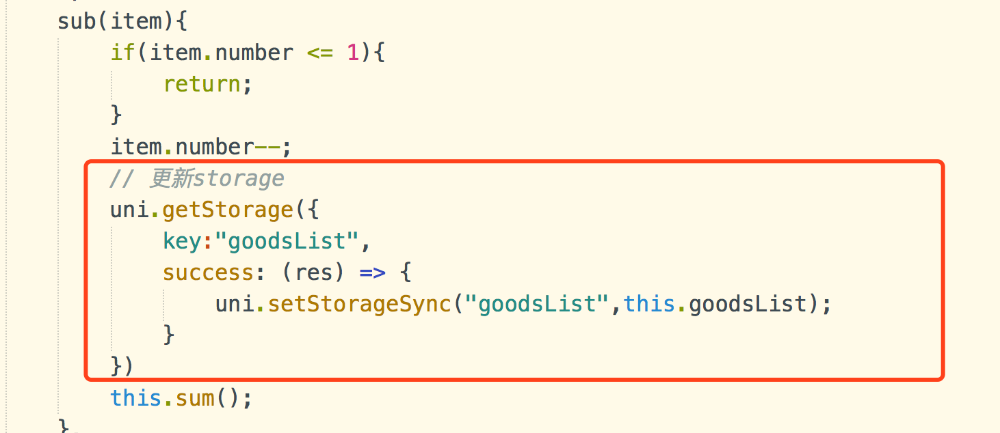 sub(item){
if(item.number <= 1){
return;
}
item.number--;
// 更新storage
uni.getStorage({
key:"goodsList",
success: (res) => {
uni.setStorageSync("goodsList",this.goodsList);
}
})
this.sum();
},